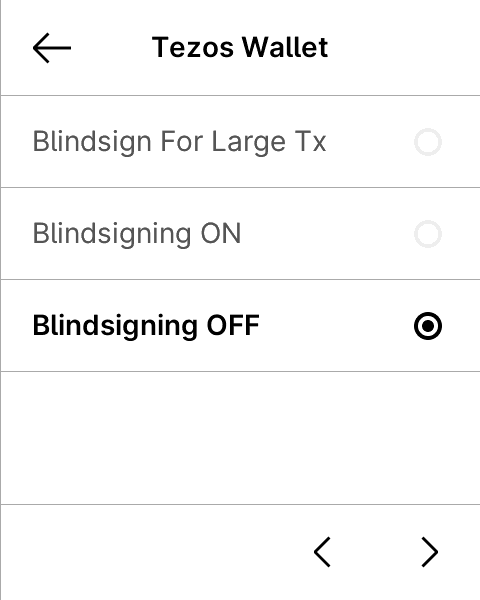 Tezos Wallet
Blindsign For Large Tx
Blindsigning ON
Blindsigning OFF